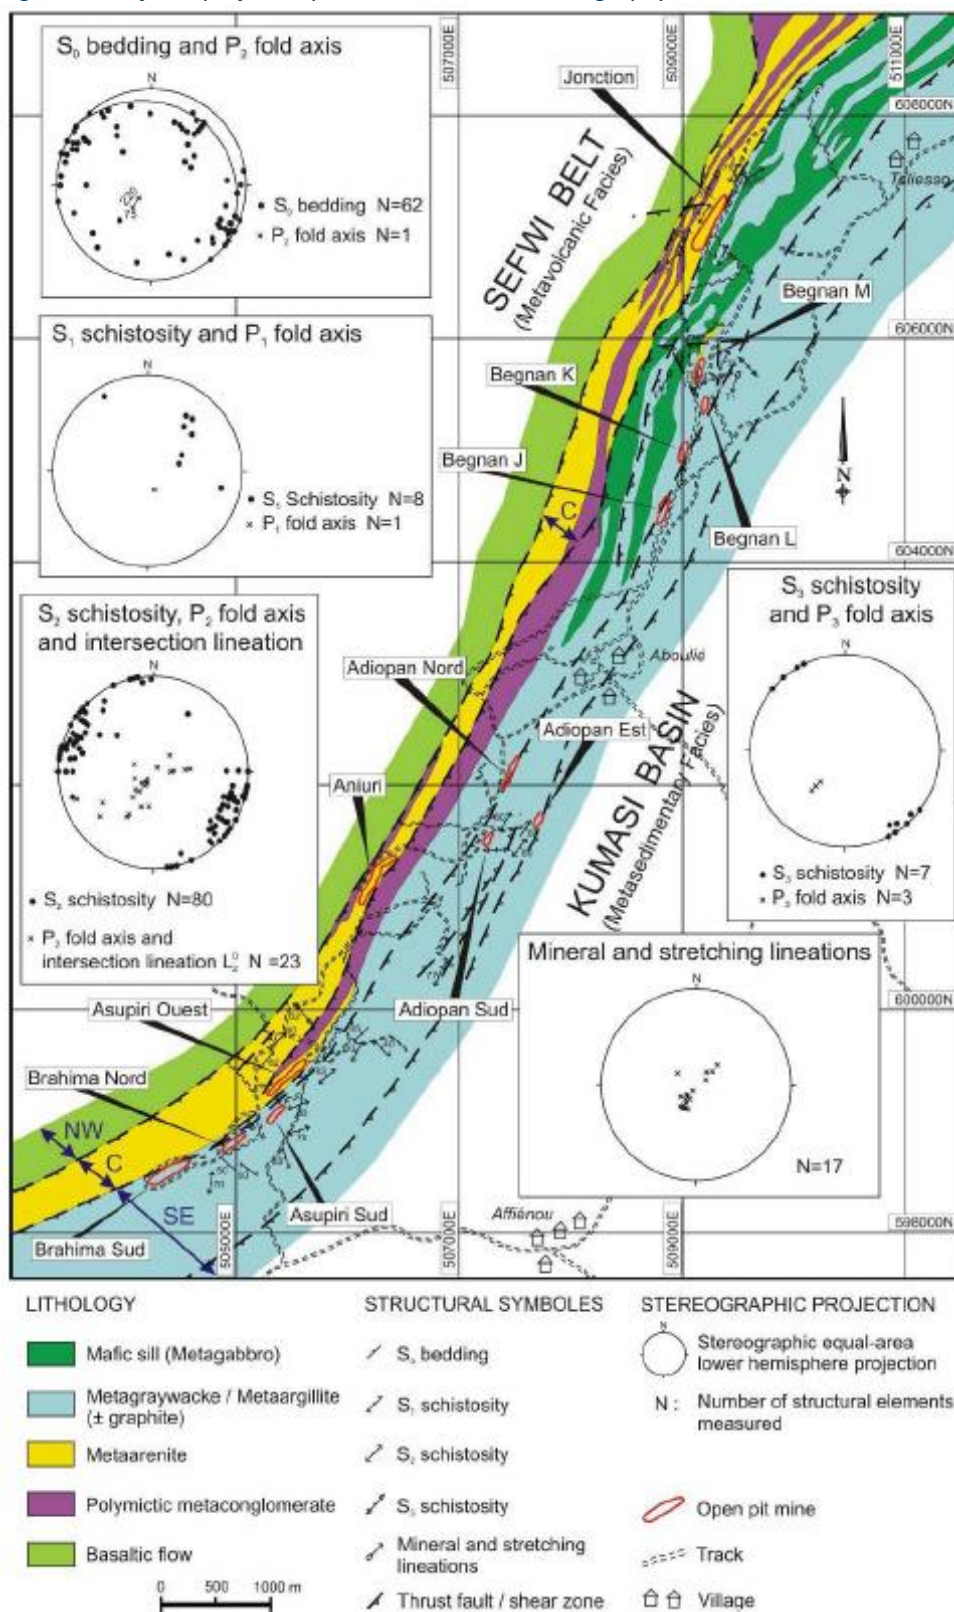 S₀ bedding and P₂ fold axis
N
• S₀ bedding N=62
× P₂ fold axis N=1
S₁ schistosity and P₁ fold axis
N
• S₁ Schistosity N=8
× P₁ fold axis N=1
S₂ schistosity, P₂ fold axis
and intersection lineation
N
• S₂ schistosity N=80
× P₂ fold axis and
intersection lineation L⁰₂ N =23
507000E
509000E
511000E
608000N
606000N
604000N
600000N
598000N
505000E
507000E
509000E
Jonction
SEFWI BELT
(Metavolcanic Facies)
Begnan M
Begnan K
Begnan J
Begnan L
N
C
S₃ schistosity
and P₃ fold axis
N
• S₃ schistosity N=7
× P₃ fold axis N=3
Aboulié
Adiopan Nord
Adiopan Est
Aniuri
KUMASI BASIN
(Metasedimentary Facies)
Adiopan Sud
Asupiri Ouest
Brahima Nord
Mineral and stretching lineations
N
N=17
NW
C
SE
Asupiri Sud
Brahima Sud
Affiénou
LITHOLOGY
Mafic sill (Metagabbro)
Metagraywacke / Metaargillite
(± graphite)
Metaarenite
Polymictic metaconglomerate
Basaltic flow
0 500 1000 m
STRUCTURAL SYMBOLES
S₀ bedding
S₁ schistosity
S₂ schistosity
S₃ schistosity
Mineral and stretching
lineations
Thrust fault / shear zone
STEREOGRAPHIC PROJECTION
N
Stereographic equal-area
lower hemisphere projection
N : Number of structural elements
measured
Open pit mine
Track
Village